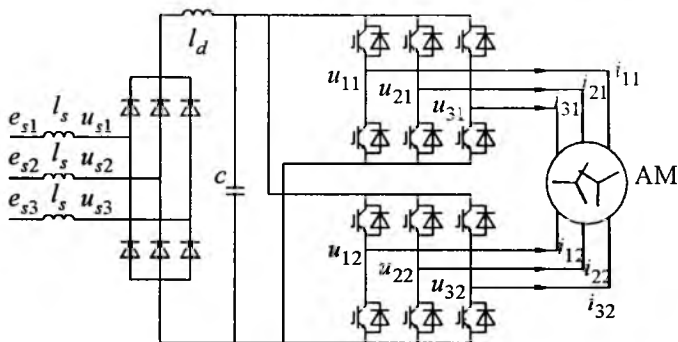 l_d
u_11
i_11
u_21
i_21
u_31
i_31
e_s1 l_s u_s1
e_s2 l_s u_s2
e_s3 l_s u_s3
c
AM
u_12
i_12
u_22
i_22
u_32
i_32